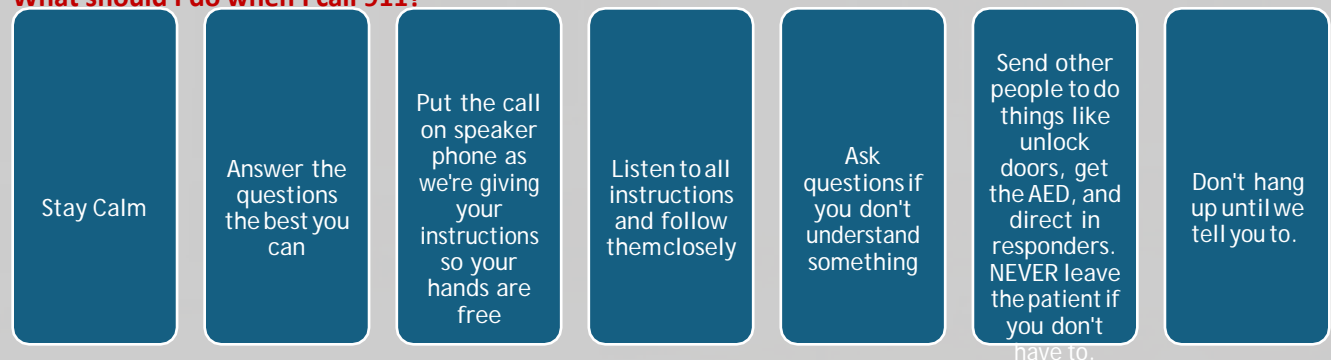 What should I do when I call 911?
Stay Calm
Answer the
questions
the best you
can
Put the call
on speaker
phone as
we're giving
your
instructions
so your
hands are
free
Listen to all
instructions
and follow
them closely
Ask
questions if
you don't
understand
something
Send other
people to do
things like
unlock
doors, get
the AED, and
direct in
responders.
NEVER leave
the patient if
you don't
have to.
Don't hang
up until we
tell you to.